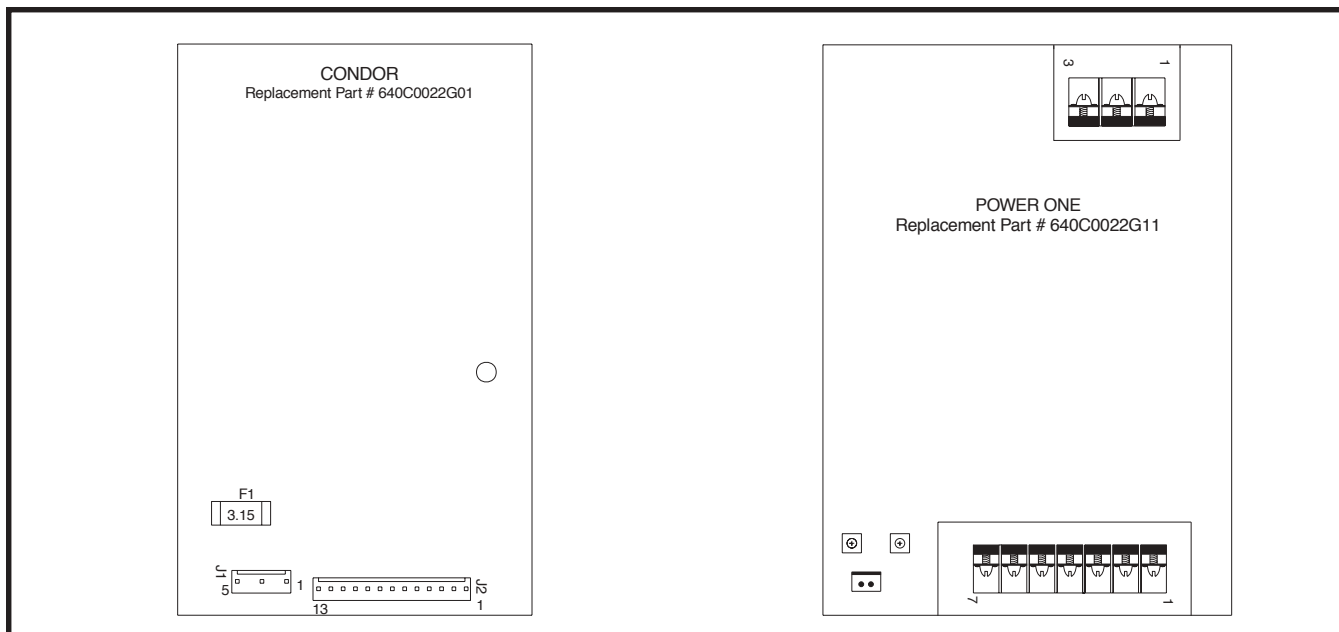 CONDOR
Replacement Part # 640C0022G01
F1
3.15
J1
5
1
J2
13
1
3
1
POWER ONE
Replacement Part # 640C0022G11
7
1